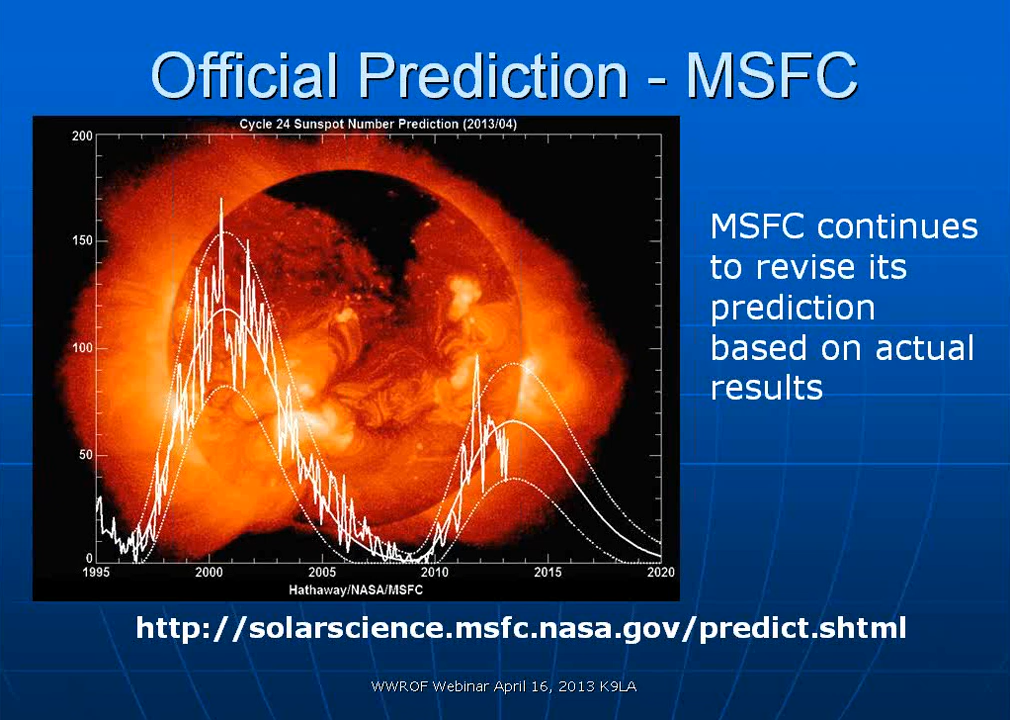 Official Prediction - MSFC
Cycle 24 Sunspot Number Prediction (2013/04)
200
150
100
50
0
1995
2000
2005
2010
2015
2020
Hathaway/NASA/MSFC
MSFC continues
to revise its
prediction
based on actual
results
http://solarscience.msfc.nasa.gov/predict.shtml
WWROF Webinar April 16, 2013 K9LA